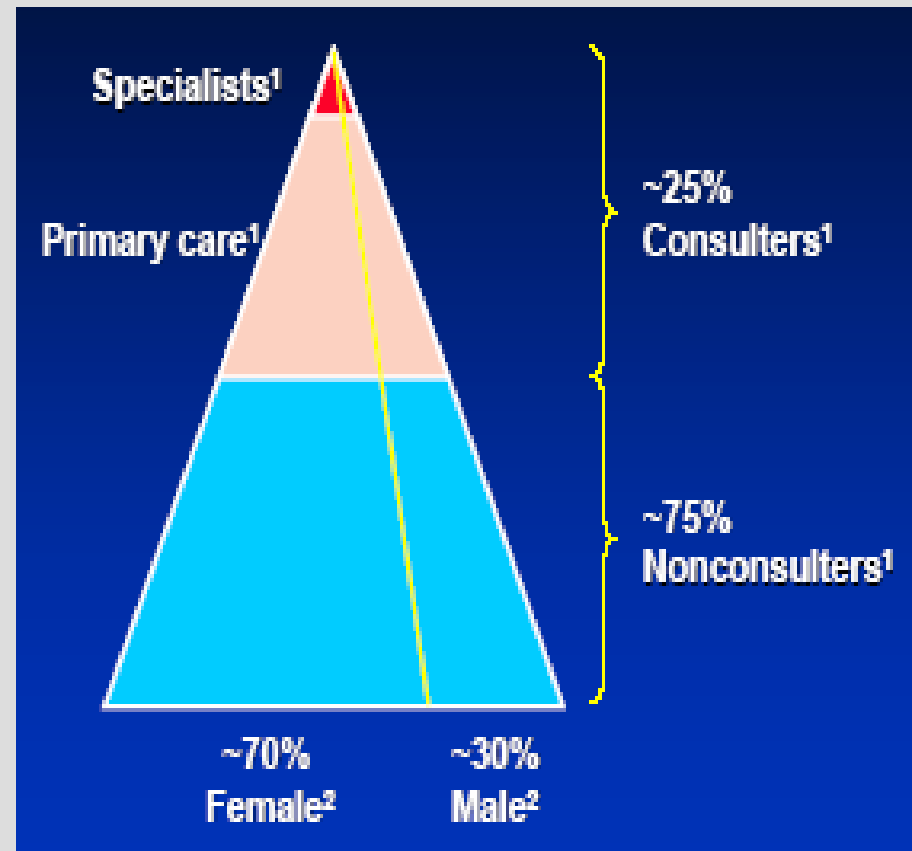 Specialists¹
Primary care¹
~25%
Consulters¹
~75%
Nonconsulters¹
~70%
Female²
~30%
Male²